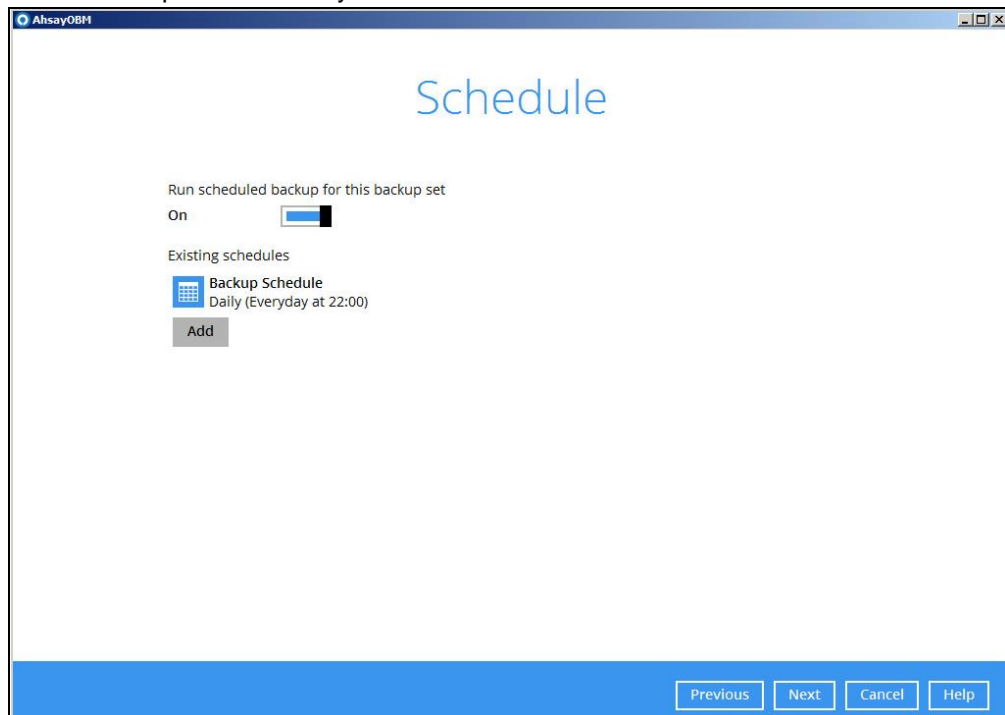 AhsayOBM
Schedule
Run scheduled backup for this backup set
On
Existing schedules
Backup Schedule
Daily (Everyday at 22:00)
Add
Previous Next Cancel Help